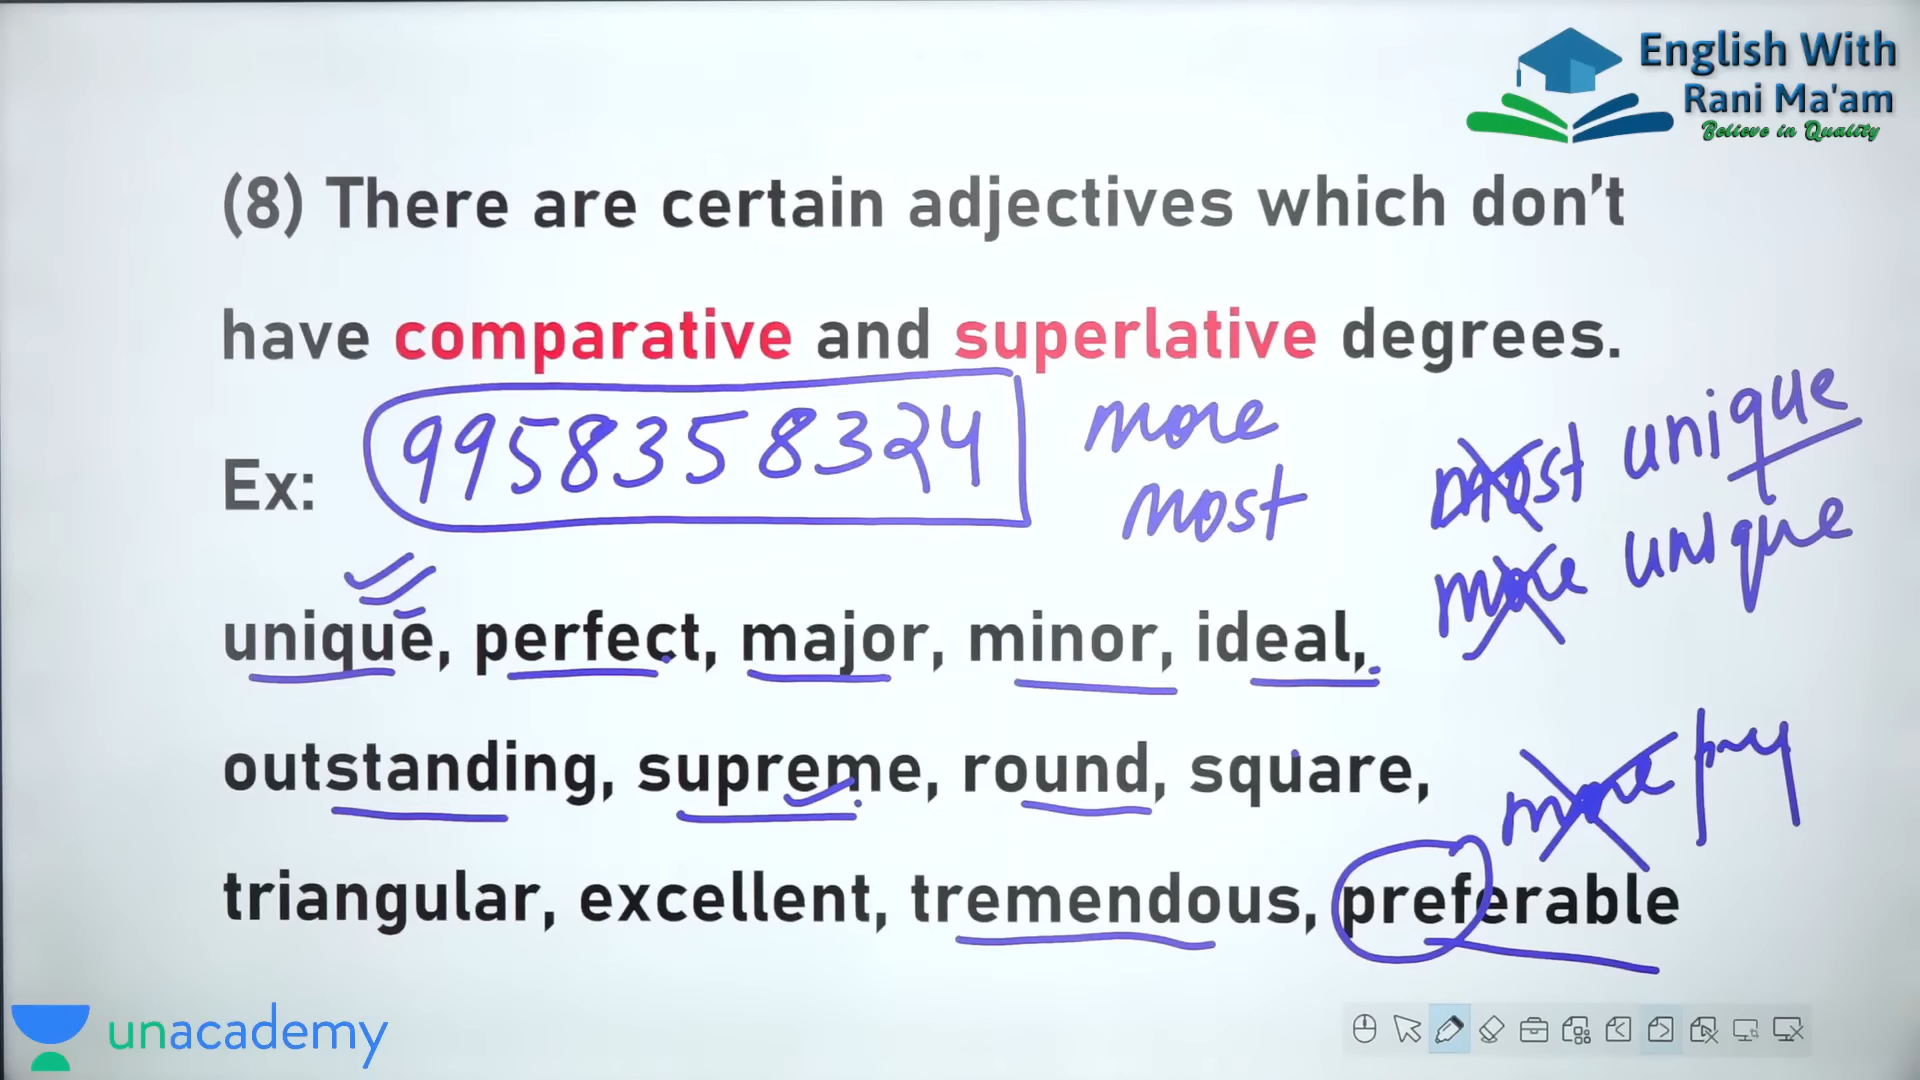 English With
Rani Ma'am
Believe in Quality
(8) There are certain adjectives which don't
have comparative and superlative degrees.
Ex: 9958358324 more
most
most unique
more unique
unique, perfect, major, minor, ideal,
outstanding, supreme, round, square,
more
triangular, excellent, tremendous, preferable
unacademy